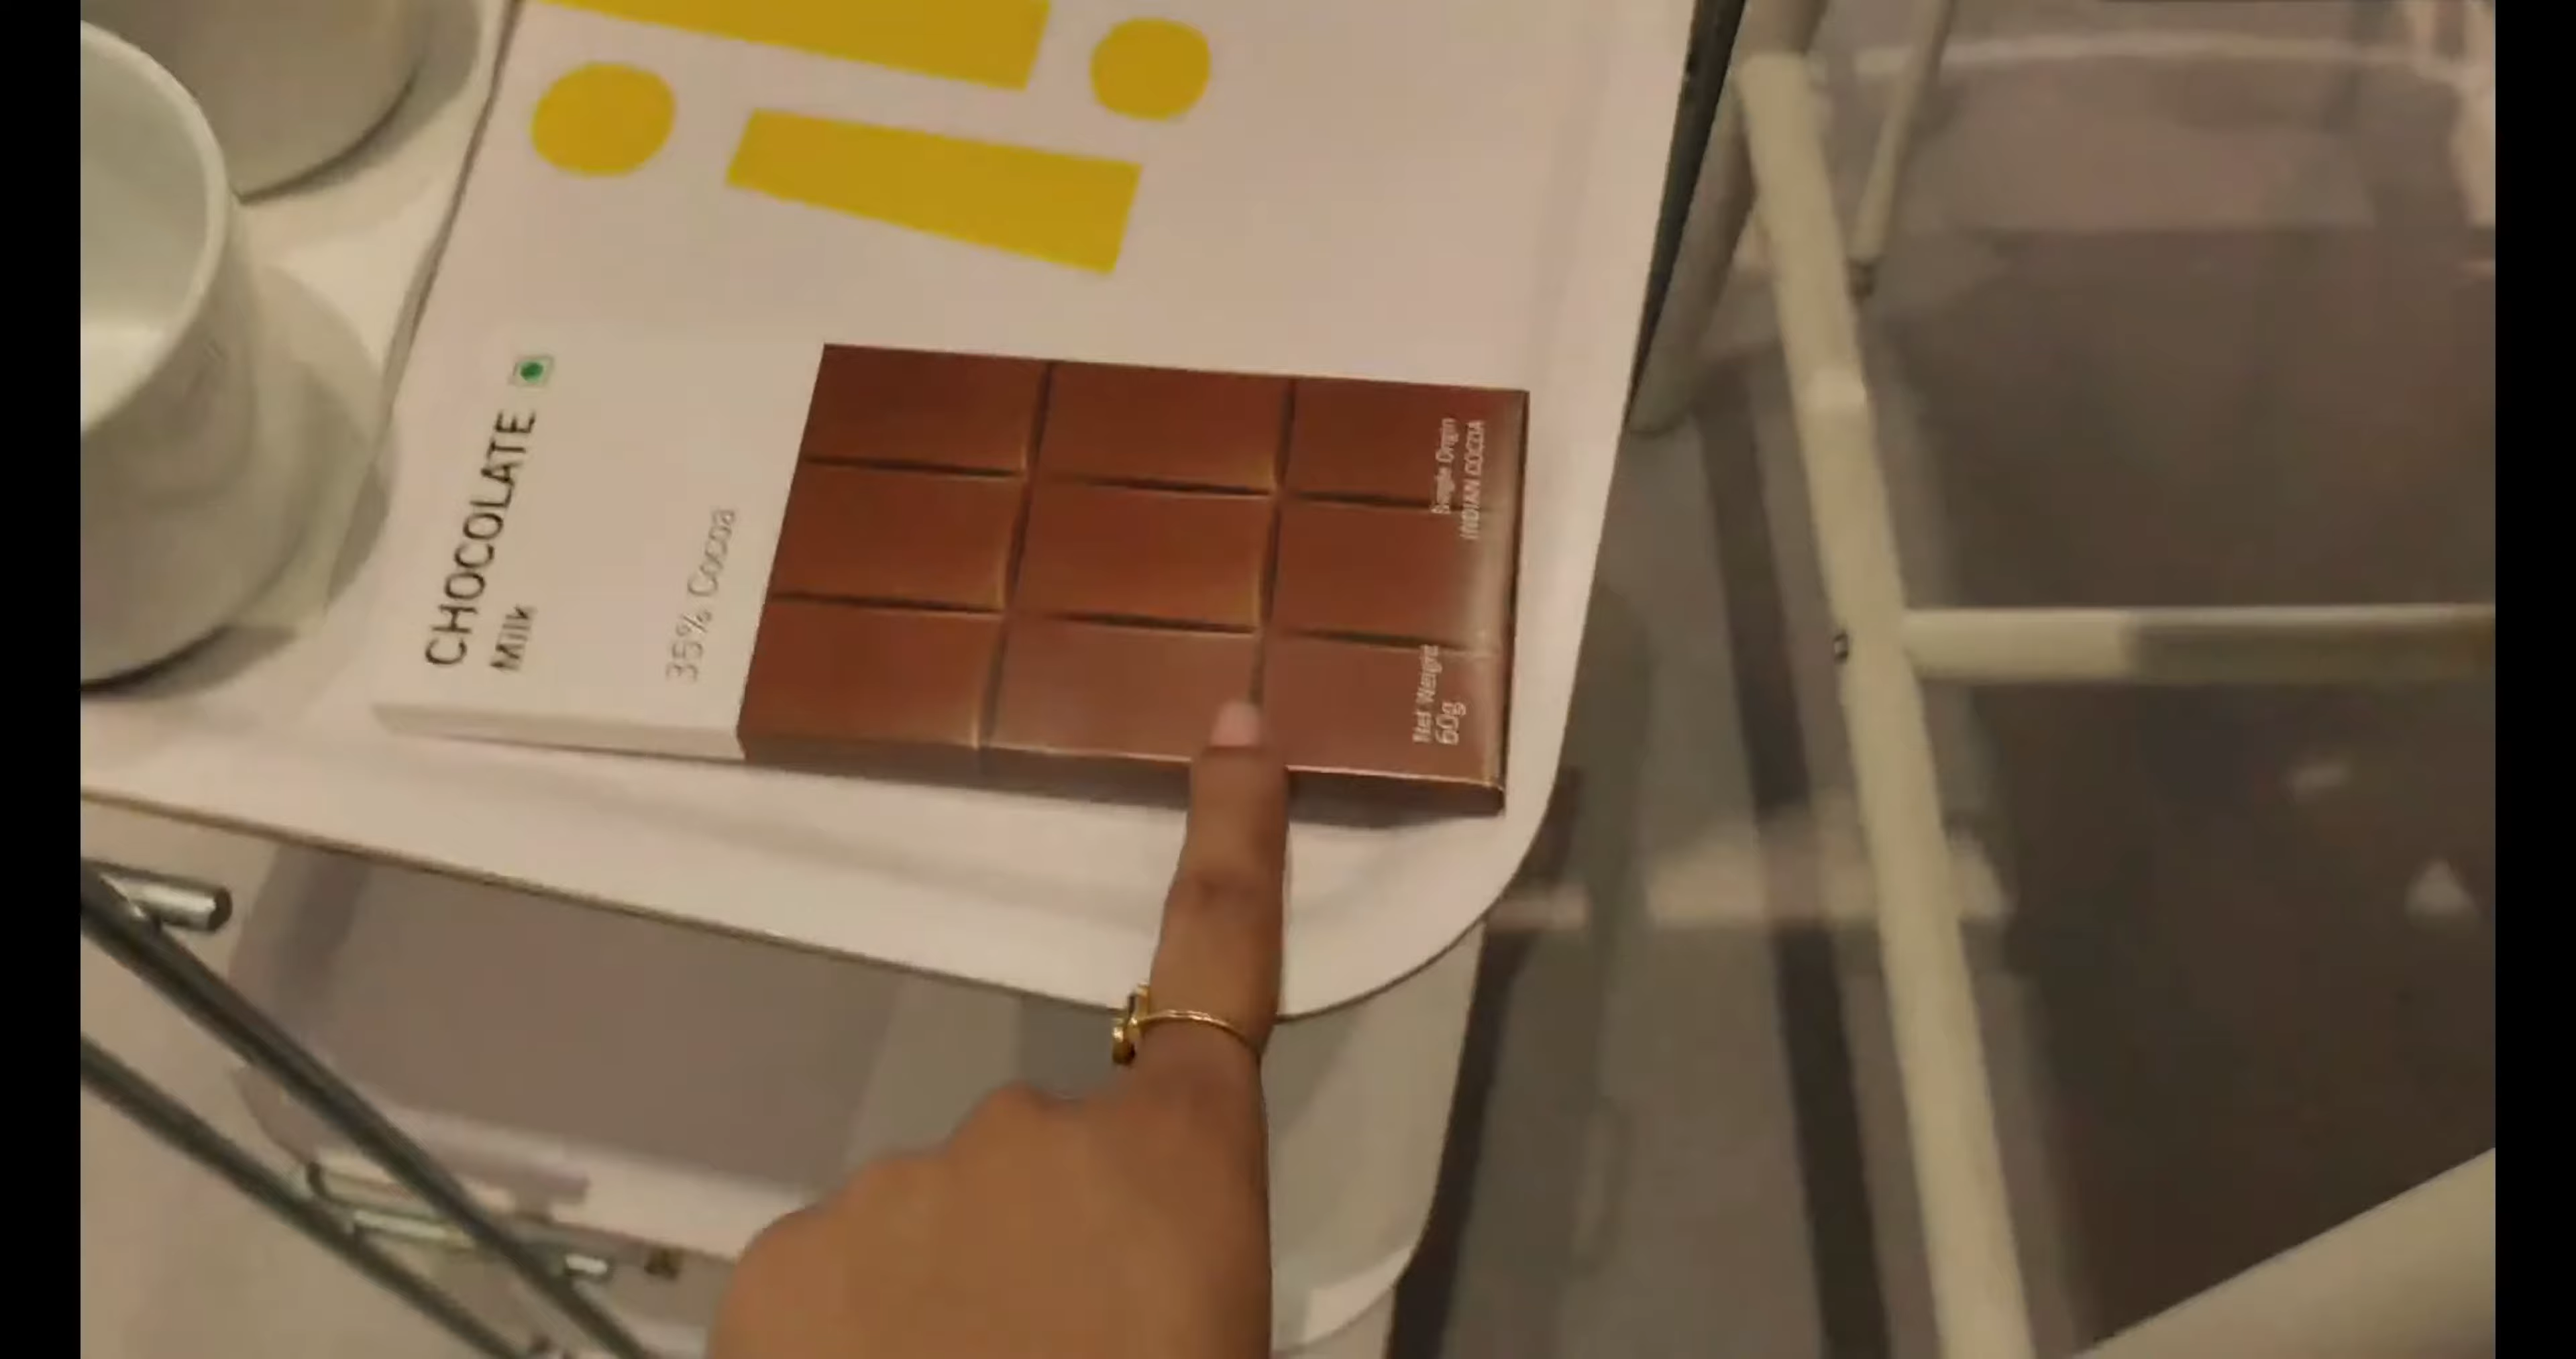 CHOCOLATE
Milk
35% Cocoa
Single Origin
INDIAN COCOA
Net Weight
60g